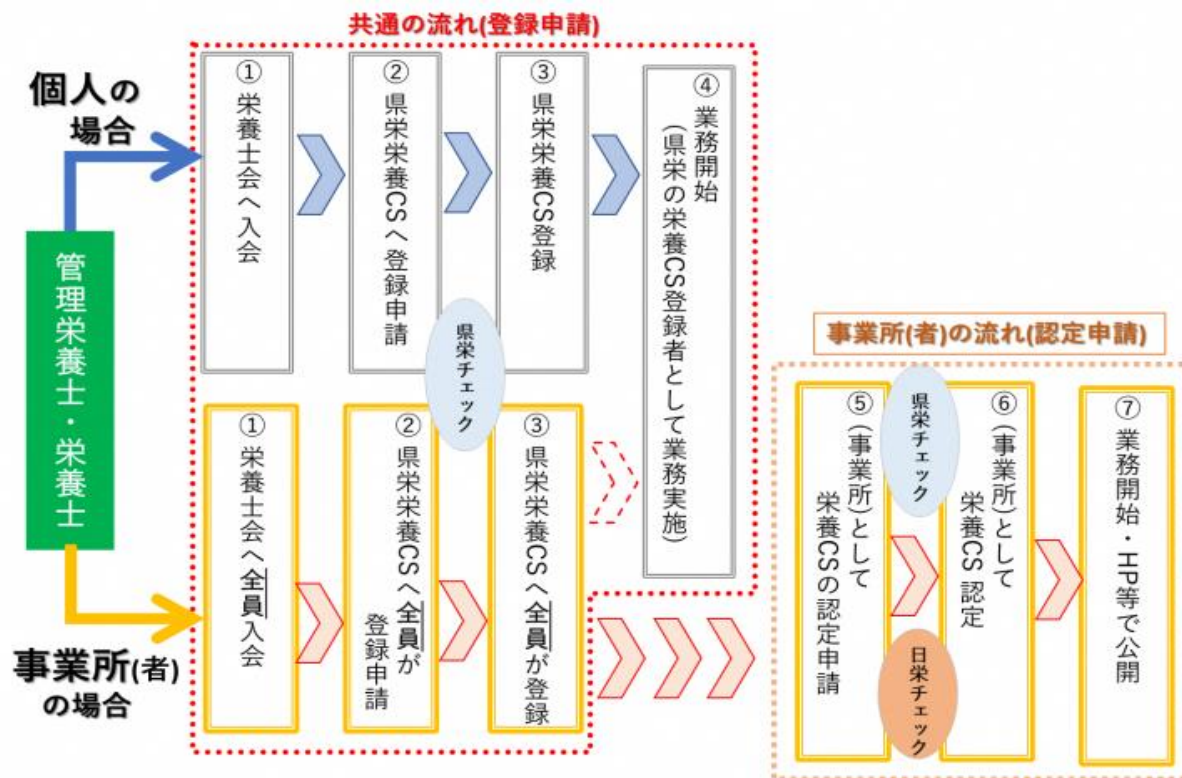 共通の流れ(登録申請)
個人の
場合
管理栄養士・栄養士
事業所(者)
の場合
① 栄養士会へ入会
② 県栄栄養CSへ登録申請
③ 県栄栄養CS登録
④ 業務開始
(県栄の栄養CS登録者として業務実施)
県栄チェック
① 栄養士会へ全員入会
② 県栄栄養CSへ全員が
登録申請
③ 県栄栄養CSへ全員が登録
事業所(者)の流れ(認定申請)
⑤ (事業所)として
栄養CSの認定申請
県栄チェック
日栄チェック
⑥ (事業所)として
栄養CS 認定
⑦ 業務開始・HP等で公開